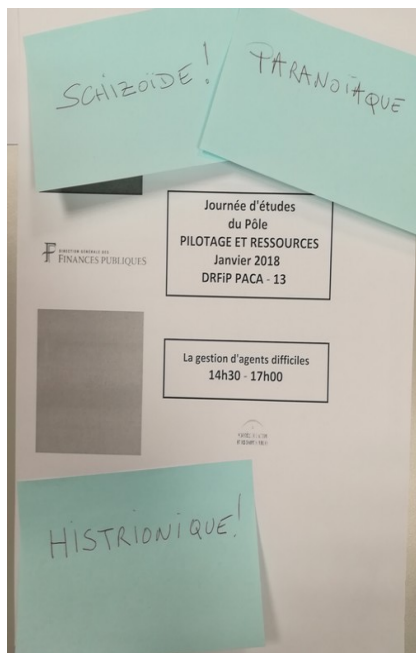 SCHIZOÏDE!
PARANOÏAQUE
Journée d'études
du Pôle
PILOTAGE ET RESSOURCES
Janvier 2018
DRFiP PACA - 13
DIRECTION GÉNÉRALE DES
FINANCES PUBLIQUES
La gestion d'agents difficiles
14h30 - 17h00
HISTRIONIQUE!